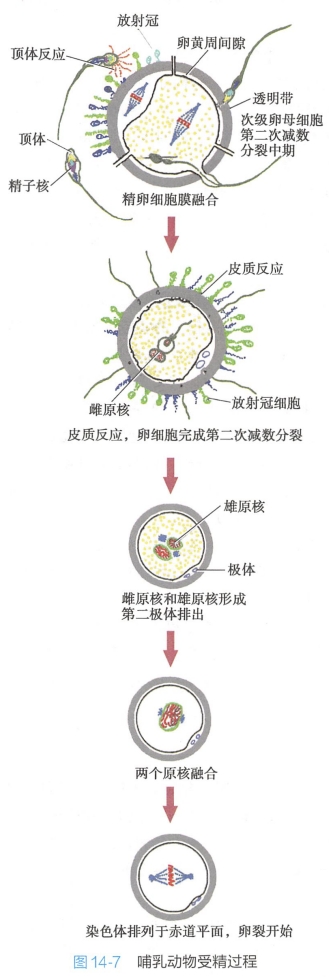 放射冠
卵黄周间隙
顶体反应
透明带
次级卵母细胞
第二次减数
分裂中期
顶体
精子核
精卵细胞膜融合
皮质反应
雌原核
放射冠细胞
皮质反应，卵细胞完成第二次减数分裂
雄原核
极体
雌原核和雄原核形成
第二极体排出
两个原核融合
染色体排列于赤道平面，卵裂开始
图14-7 哺乳动物受精过程